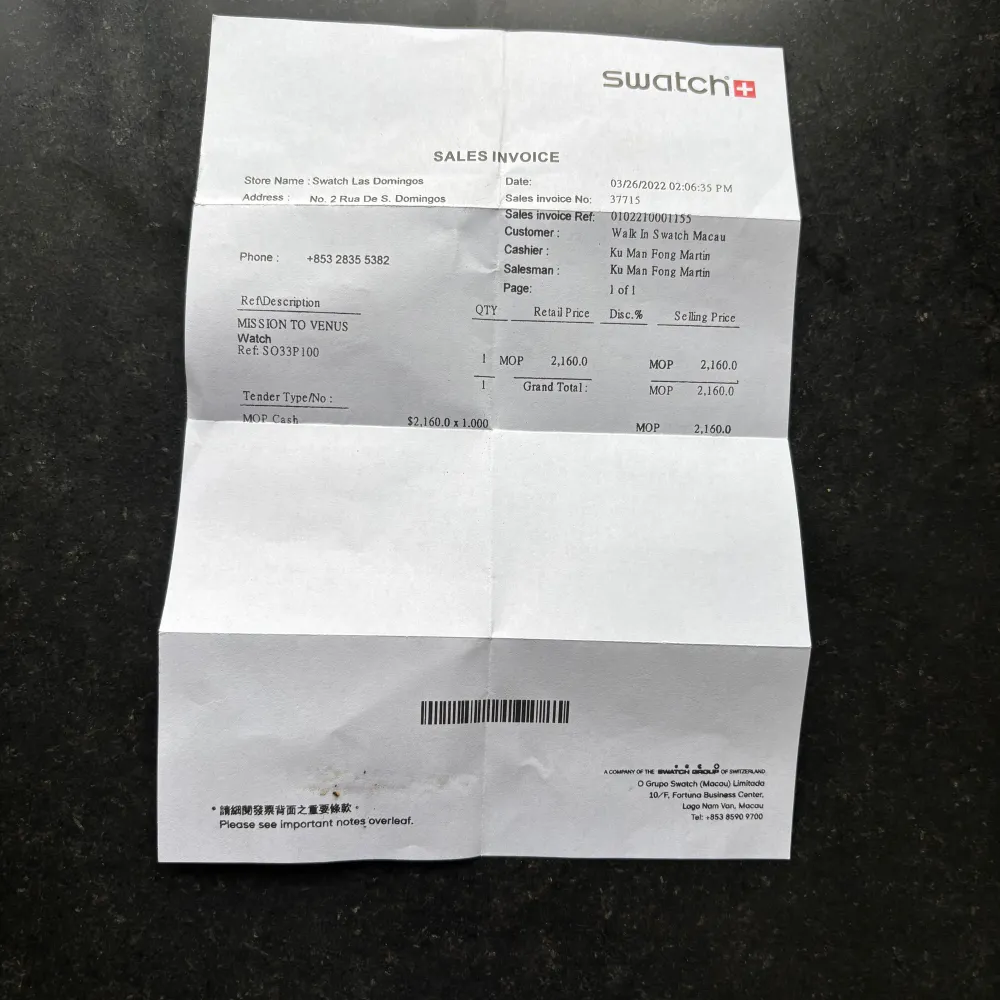 swatch
SALES INVOICE
Store Name : Swatch Las Domingos
Address : No. 2 Rua De S. Domingos
Phone : +853 2835 5382
Date: 03/26/2022 02:06:35 PM
Sales invoice No: 37715
Sales invoice Ref: 0102210001155
Customer : Walk In Swatch Macau
Cashier : Ku Man Fong Martin
Salesman : Ku Man Fong Martin
Page: 1 of 1
Ref\Description QTY Retail Price Disc.% Selling Price
MISSION TO VENUS
Watch
Ref: SO33P100
1 MOP 2,160.0 MOP 2,160.0
1 Grand Total : MOP 2,160.0
Tender Type/No :
MOP Cash $2,160.0 x 1.000 MOP 2,160.0
A COMPANY OF THE SWATCH GROUP OF SWITZERLAND
O Grupo Swatch (Macau) Limitada
10/F, Fortuna Business Center,
Lago Nam Van, Macau
Tel: +853 8590 9700
* 請細閱發票背面之重要條款。
Please see important notes overleaf.